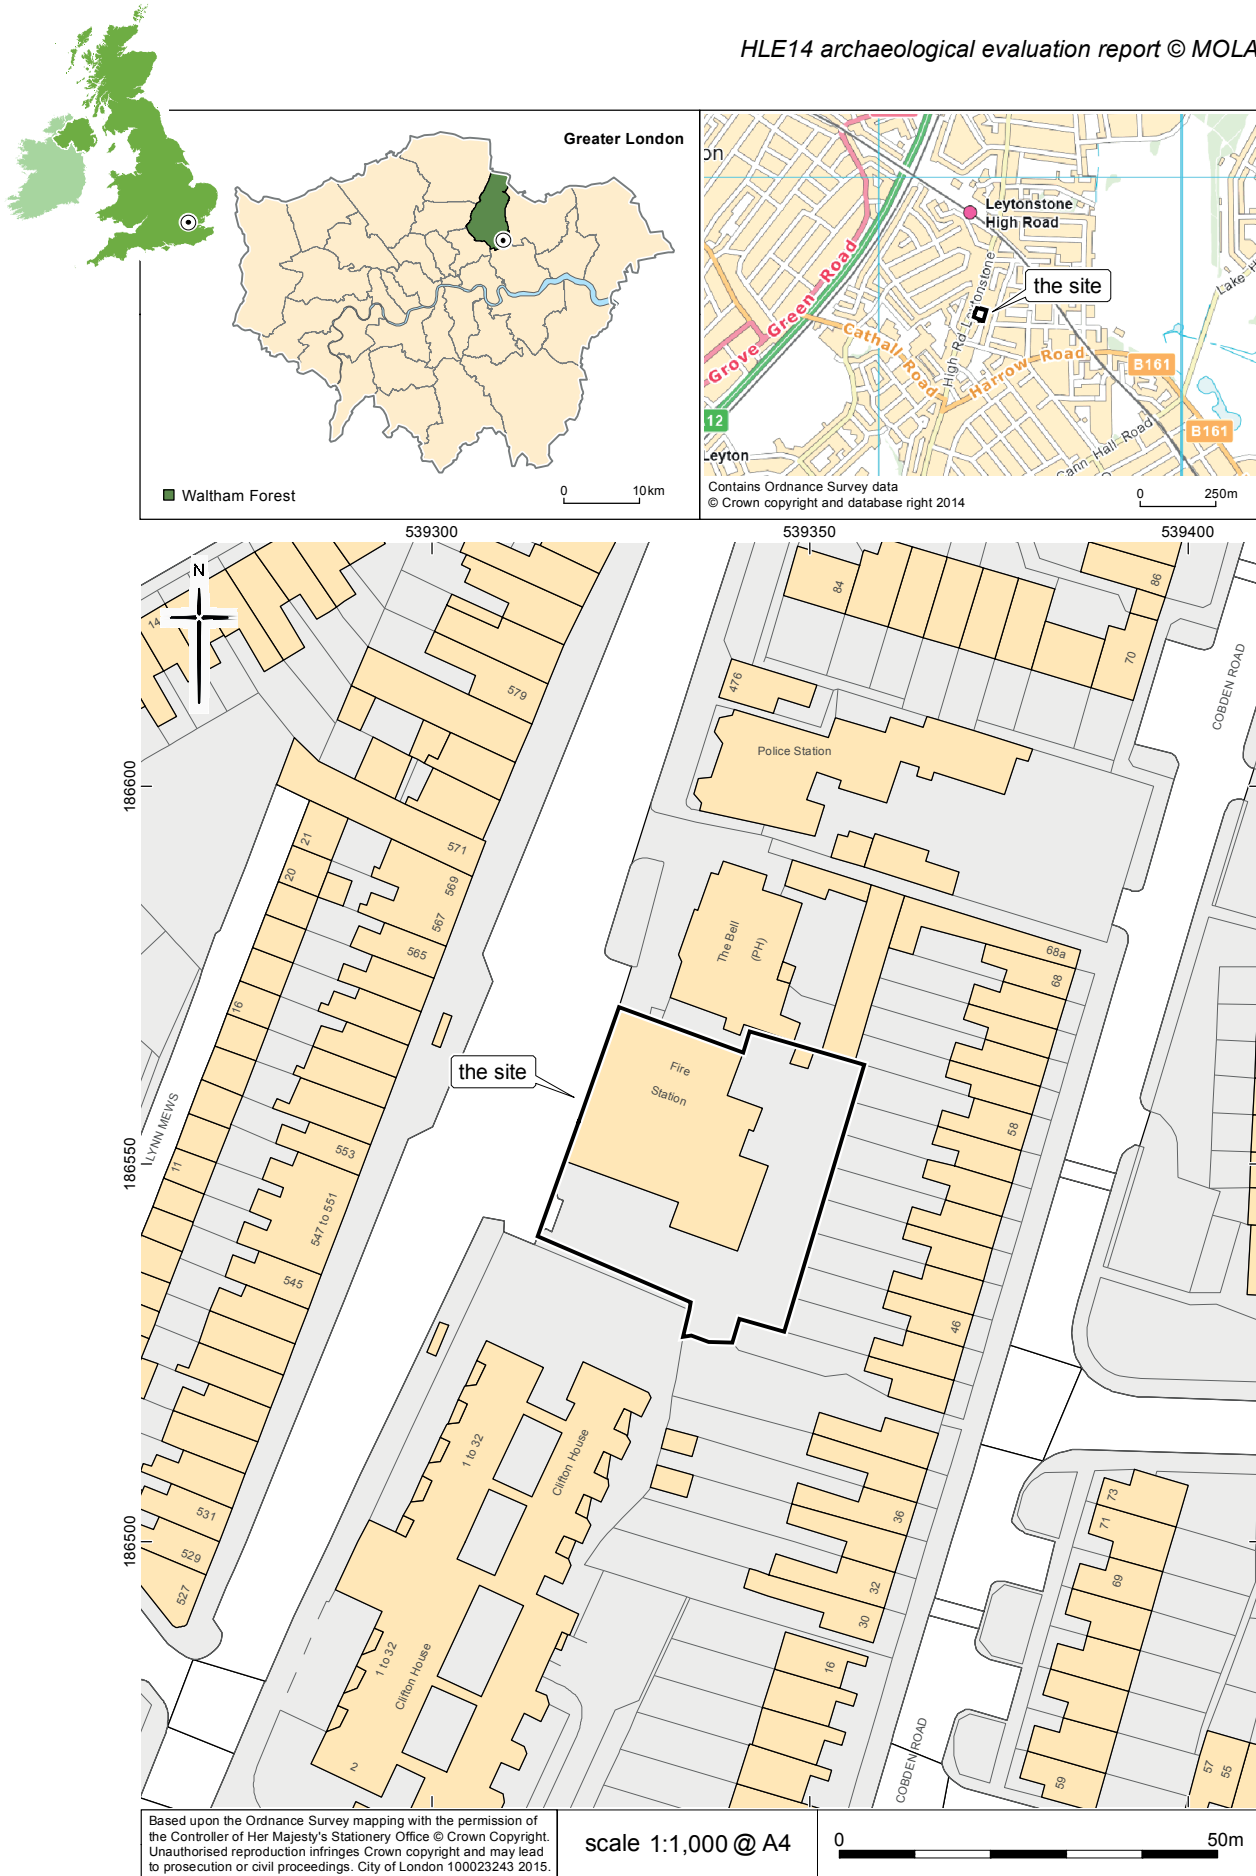 HLE14 archaeological evaluation report © MOLA
Greater London
Waltham Forest
0 10km
on
Leytonstone
High Road
the site
Grove Green Road
High Rd Leytonstone
Cathall Road
Harrow Road
B161
B161
Cann Hall Road
Lake H
12
Leyton
Contains Ordnance Survey data
© Crown copyright and database right 2014
0 250m
539300 539350 539400
N
14
84
86
70
COBDEN ROAD
476
579
Police Station
186600
21
20
571
569
567
565
The Bell
(PH)
68a
68
16
the site
Fire
Station
58
LYNN MEWS
186550
11
553
547 to 551
545
46
1 to 32
Clifton House
531
529
527
186500
36
32
30
73
71
69
1 to 32
Clifton House
16
2
COBDEN ROAD
59
57
55
Based upon the Ordnance Survey mapping with the permission of
the Controller of Her Majesty's Stationery Office © Crown Copyright.
Unauthorised reproduction infringes Crown copyright and may lead
to prosecution or civil proceedings. City of London 100023243 2015.
scale 1:1,000 @ A4
0 50m